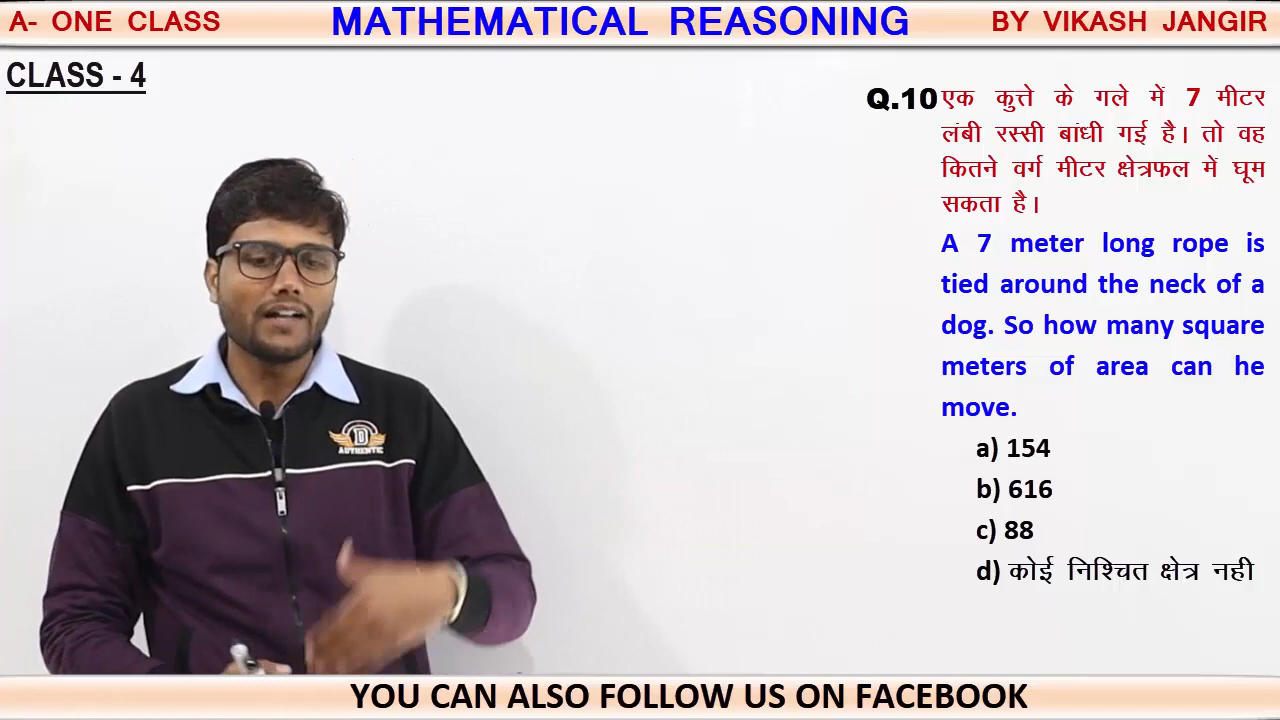 A- ONE CLASS MATHEMATICAL REASONING BY VIKASH JANGIR
CLASS - 4
Q.10 एक कुत्ते के गले में 7 मीटर
लंबी रस्सी बांधी गई है। तो वह
कितने वर्ग मीटर क्षेत्रफल में घूम
सकता है।
A 7 meter long rope is
tied around the neck of a
dog. So how many square
meters of area can he
move.
a) 154
b) 616
c) 88
d) कोई निश्चित क्षेत्र नही
D
AUTHENTIC
YOU CAN ALSO FOLLOW US ON FACEBOOK